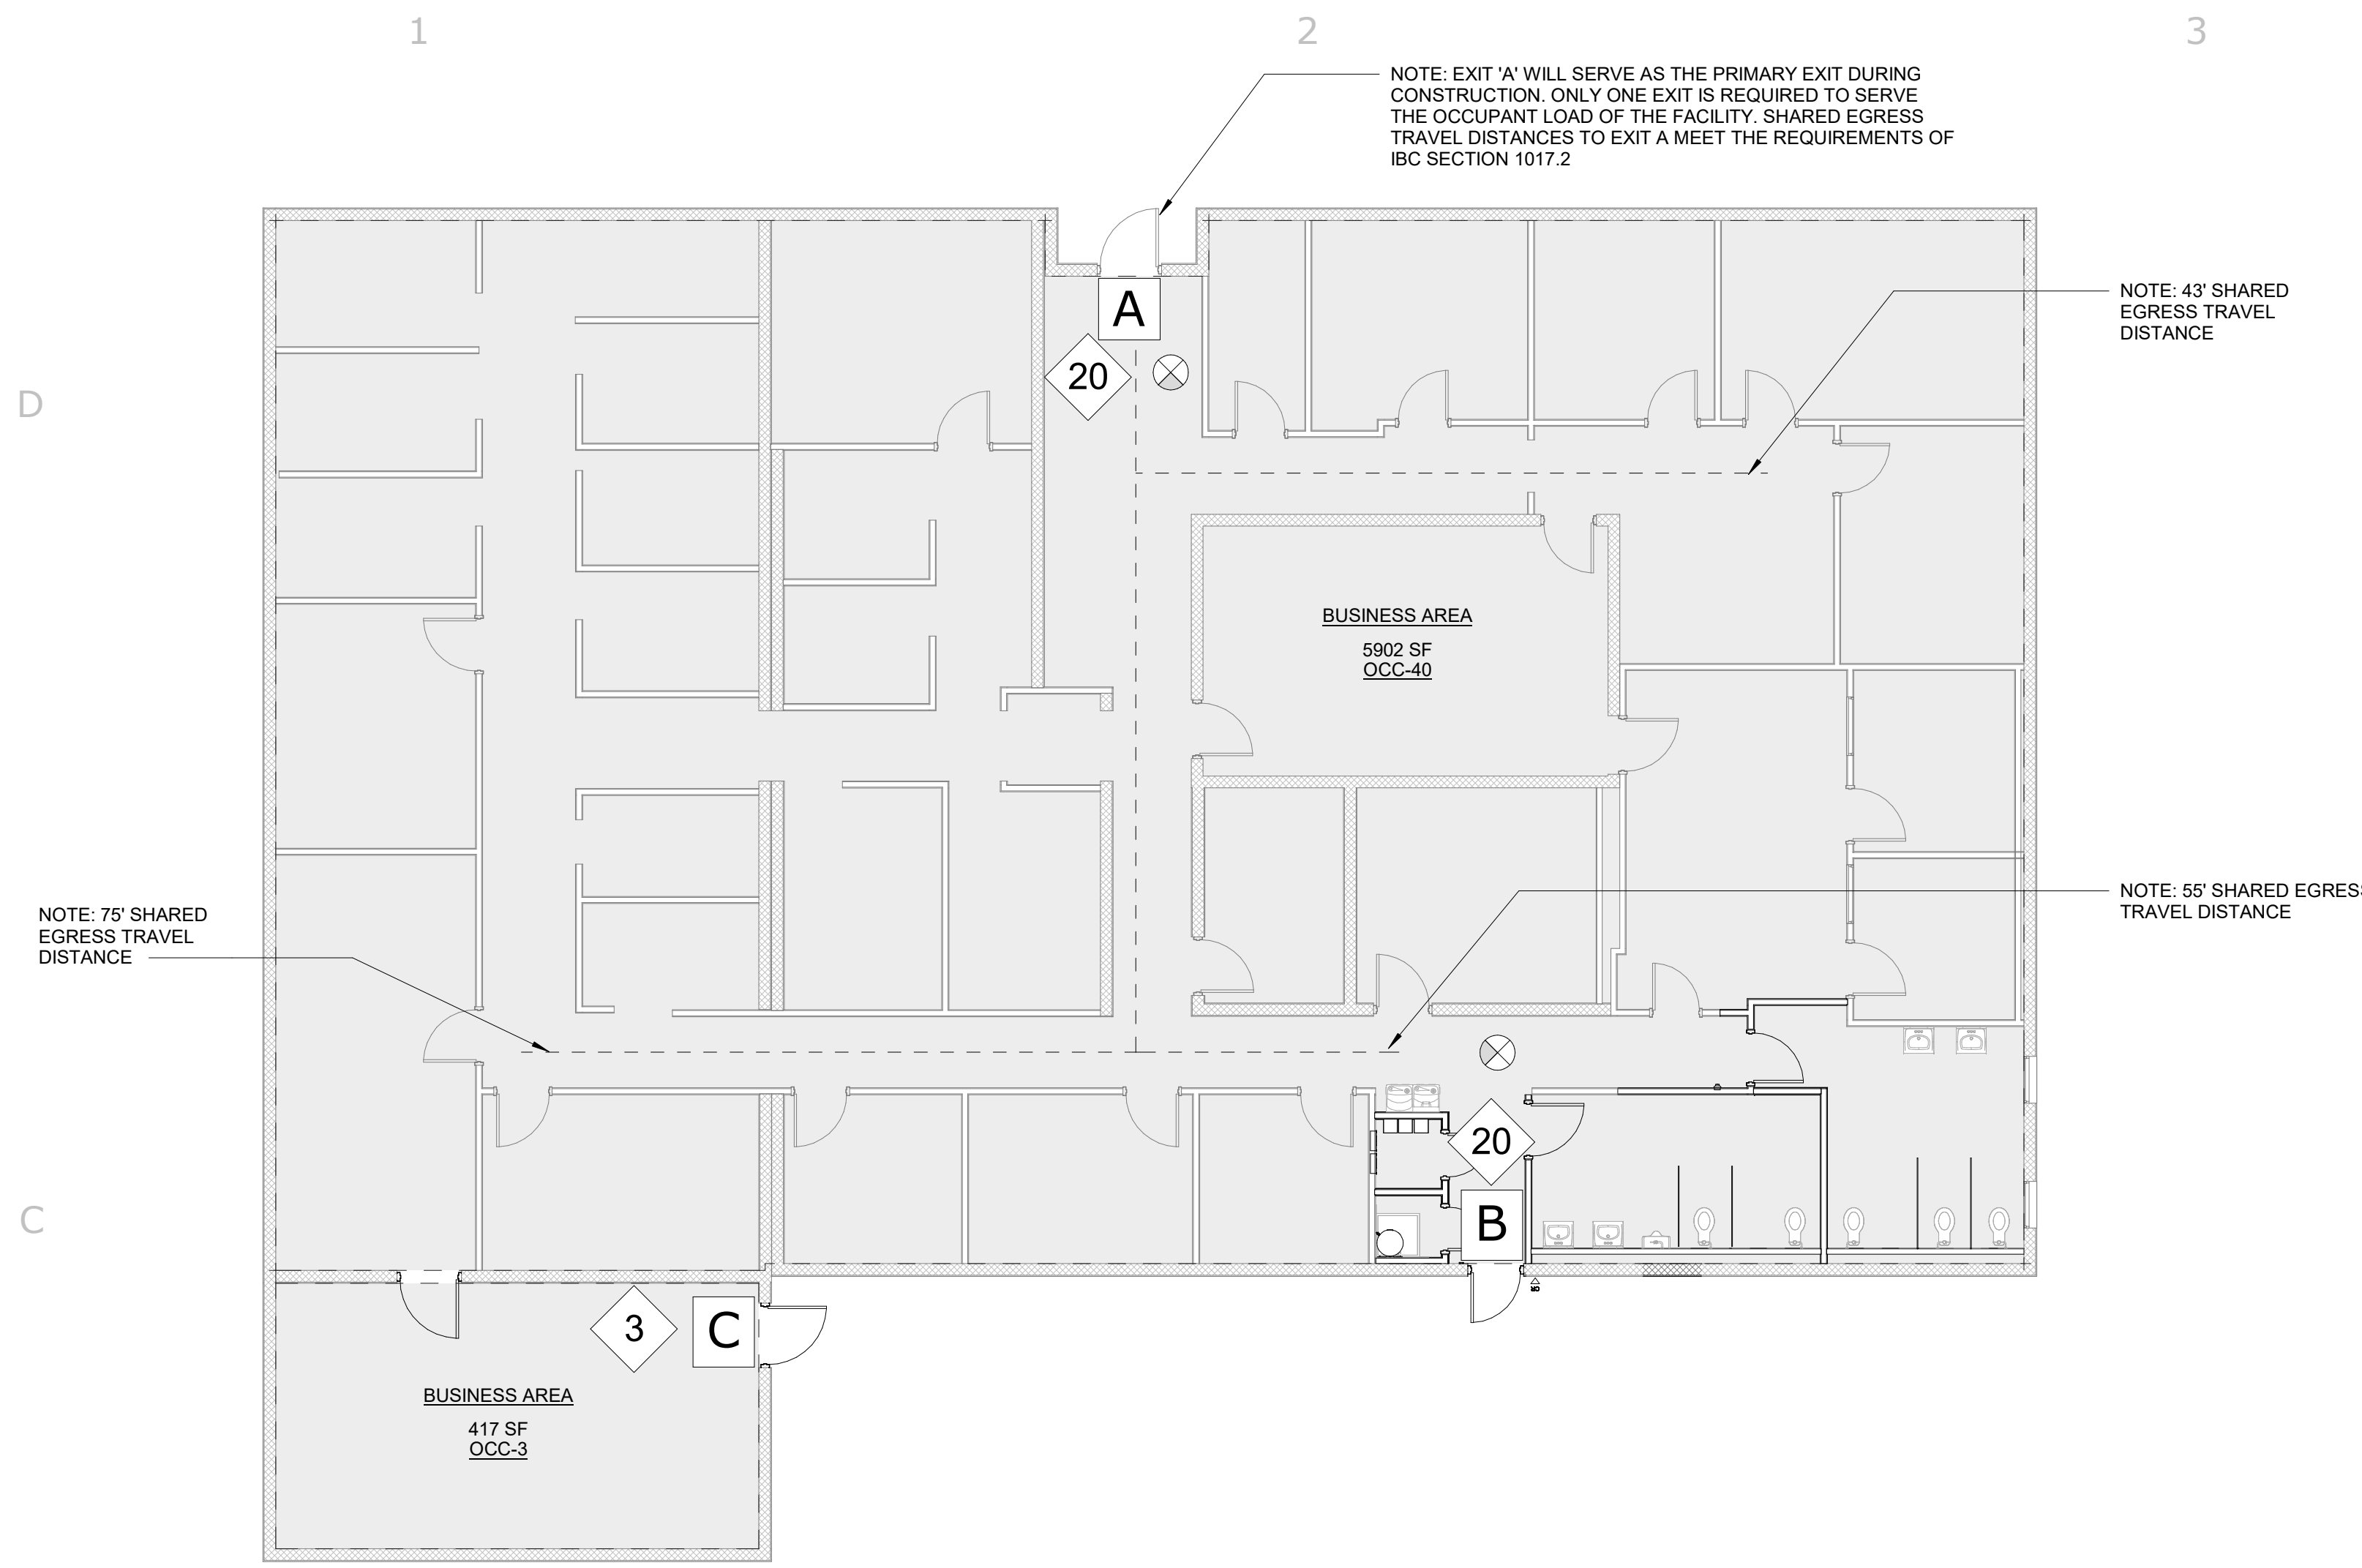 1
2
3
NOTE: EXIT 'A' WILL SERVE AS THE PRIMARY EXIT DURING
CONSTRUCTION. ONLY ONE EXIT IS REQUIRED TO SERVE
THE OCCUPANT LOAD OF THE FACILITY. SHARED EGRESS
TRAVEL DISTANCES TO EXIT A MEET THE REQUIREMENTS OF
IBC SECTION 1017.2
NOTE: 43' SHARED
EGRESS TRAVEL
DISTANCE
A
20
D
BUSINESS AREA
5902 SF
OCC-40
NOTE: 55' SHARED EGRES
TRAVEL DISTANCE
NOTE: 75' SHARED
EGRESS TRAVEL
DISTANCE
20
B
C
3
C
BUSINESS AREA
417 SF
OCC-3